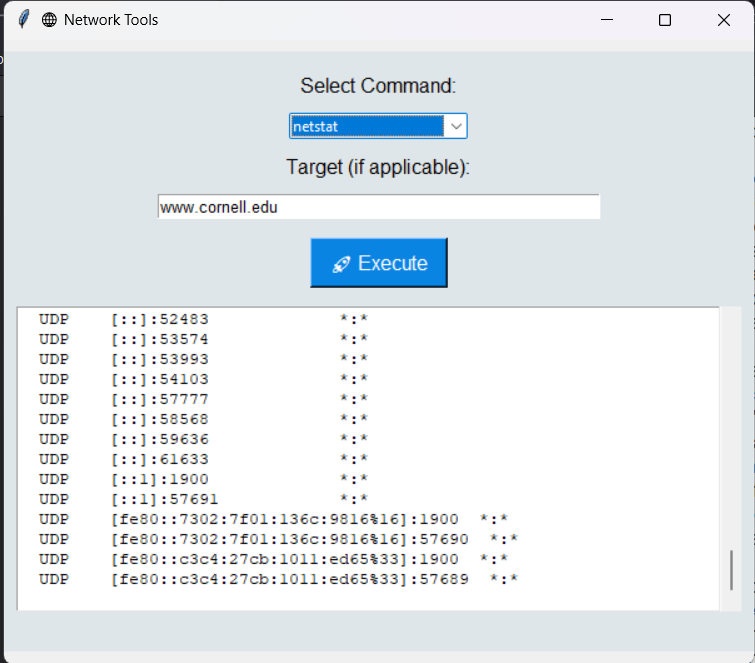 Network Tools
Select Command:
netstat
Target (if applicable):
www.cornell.edu
Execute
UDP    [::]:52483             *:*
UDP    [::]:53574             *:*
UDP    [::]:53993             *:*
UDP    [::]:54103             *:*
UDP    [::]:57777             *:*
UDP    [::]:58568             *:*
UDP    [::]:59636             *:*
UDP    [::]:61633             *:*
UDP    [::1]:1900             *:*
UDP    [::1]:57691            *:*
UDP    [fe80::7302:7f01:136c:9816%16]:1900  *:*
UDP    [fe80::7302:7f01:136c:9816%16]:57690  *:*
UDP    [fe80::c3c4:27cb:1011:ed65%33]:1900  *:*
UDP    [fe80::c3c4:27cb:1011:ed65%33]:57689  *:*